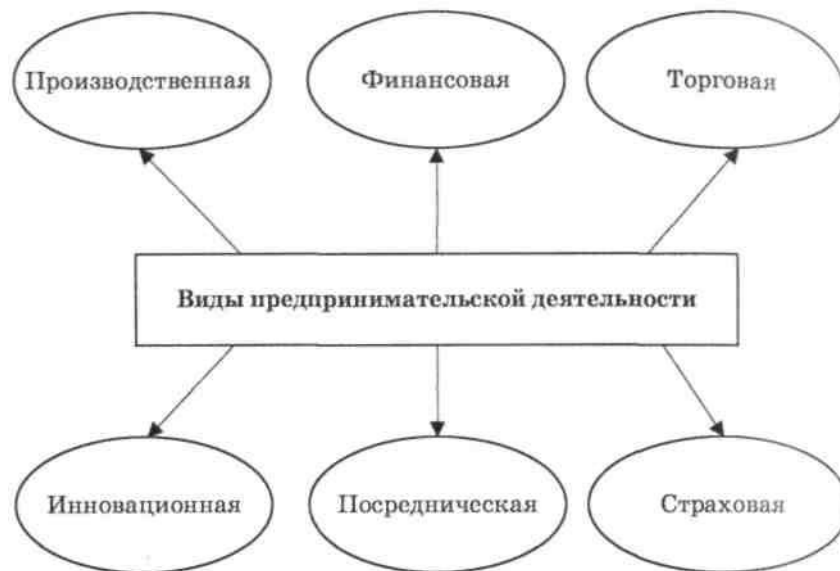 Производственная
Финансовая
Торговая
Виды предпринимательской деятельности
Инновационная
Посредническая
Страховая